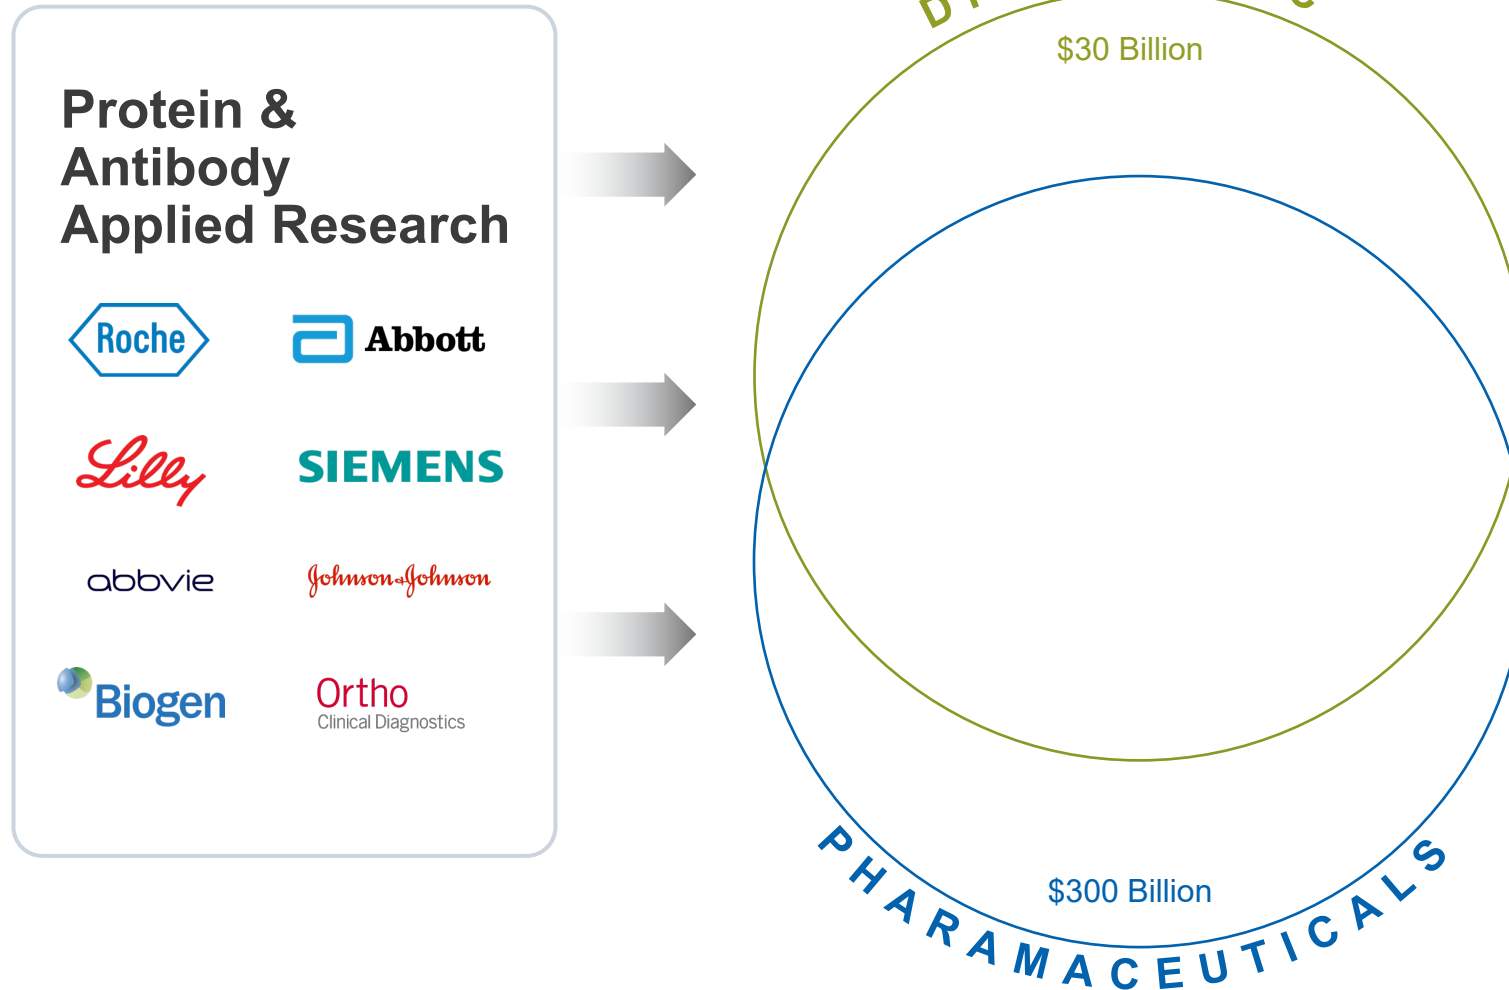 Protein &
Antibody
Applied Research
Roche
Abbott
Lilly
SIEMENS
abbvie
Johnson & Johnson
Biogen
Ortho
Clinical Diagnostics
$30 Billion
$300 Billion
PHARAMACEUTICALS